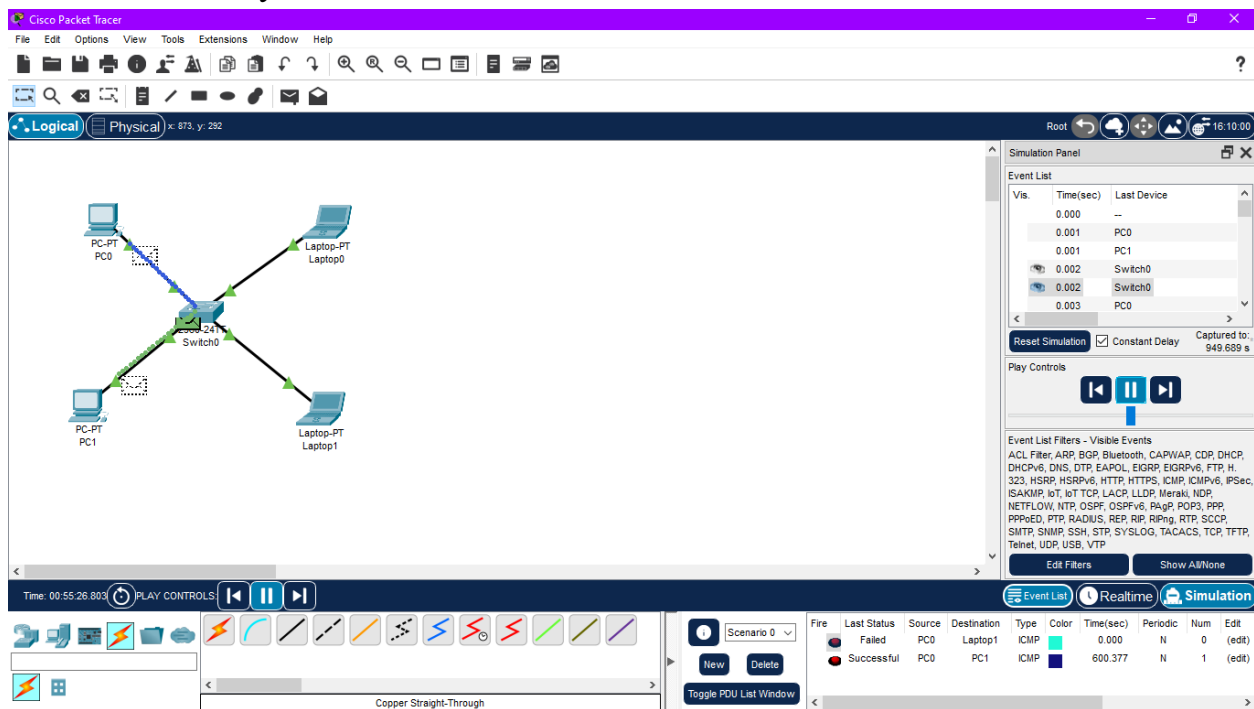 Cisco Packet Tracer
File Edit Options View Tools Extensions Window Help
?
Logical Physical x: 873, y: 292 Root 16:10:00
Simulation Panel
Event List
Vis. Time(sec) Last Device
0.000 --
0.001 PC0
0.001 PC1
0.002 Switch0
0.002 Switch0
0.003 PC0
Reset Simulation Constant Delay Captured to:
949.689 s
Play Controls
PC-PT
PC0
Laptop-PT
Laptop0
Switch0
PC-PT
PC1
Laptop-PT
Laptop1
Event List Filters - Visible Events
ACL Filter, ARP, BGP, Bluetooth, CAPWAP, CDP, DHCP,
DHCPv6, DNS, DTP, EAPOL, EIGRP, EIGRPv6, FTP, H.
323, HSRP, HSRPv6, HTTP, HTTPS, ICMP, ICMPv6, IPSec,
ISAKMP, IoT, IoT TCP, LACP, LLDP, Meraki, NDP,
NETFLOW, NTP, OSPF, OSPFv6, PAgP, POP3, PPP,
PPPoED, PTP, RADIUS, REP, RIP, RIPng, RTP, SCCP,
SMTP, SNMP, SSH, STP, SYSLOG, TACACS, TCP, TFTP,
Telnet, UDP, USB, VTP
Edit Filters Show All/None
Time: 00:55:26.803 PLAY CONTROLS: Event List Realtime Simulation
Scenario 0
New Delete
Toggle PDU List Window
Fire Last Status Source Destination Type Color Time(sec) Periodic Num Edit
Failed PC0 Laptop1 ICMP 0.000 N 0 (edit)
Successful PC0 PC1 ICMP 600.377 N 1 (edit)
Copper Straight-Through